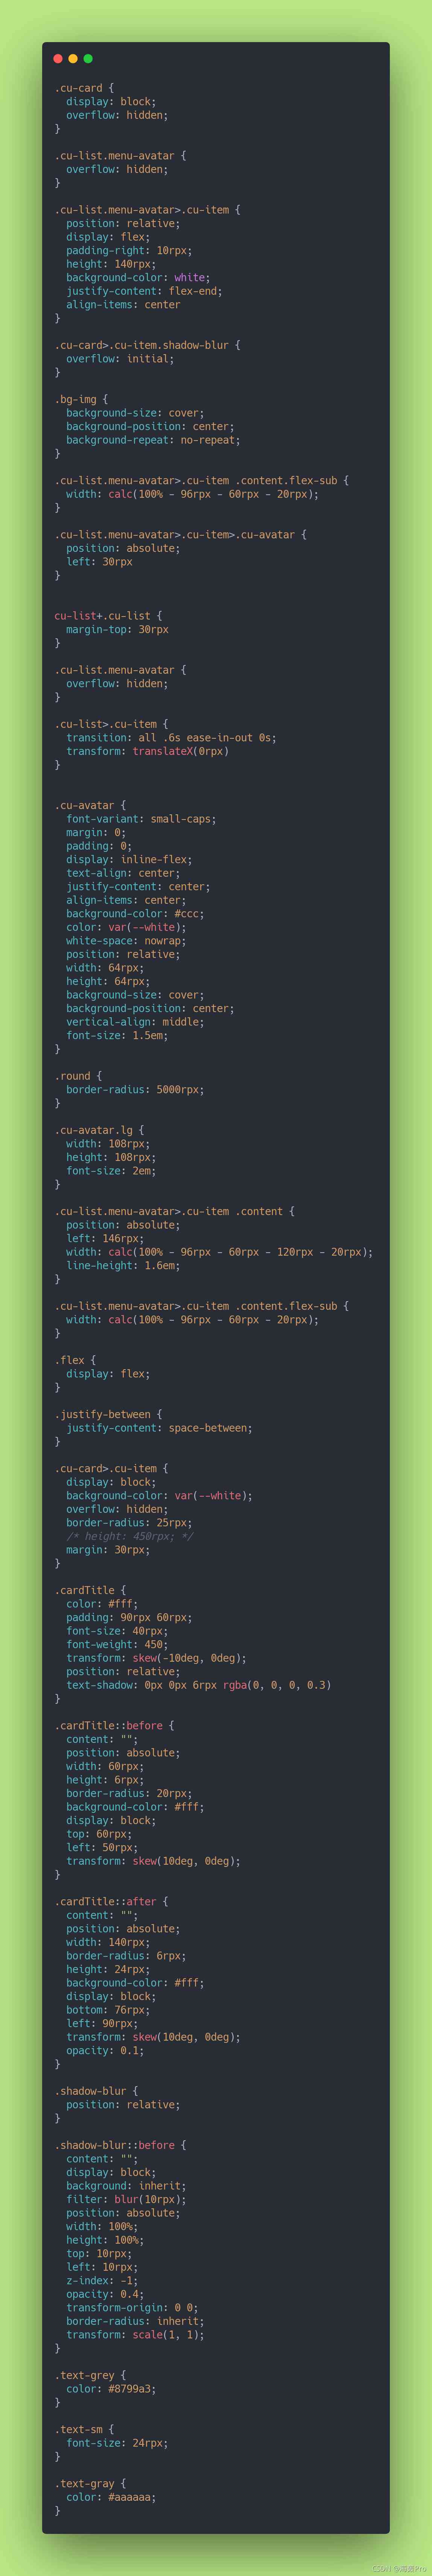 .cu-card {
  display: block;
  overflow: hidden;
}

.cu-list.menu-avatar {
  overflow: hidden;
}

.cu-list.menu-avatar>.cu-item {
  position: relative;
  display: flex;
  padding-right: 10rpx;
  height: 140rpx;
  background-color: white;
  justify-content: flex-end;
  align-items: center
}

.cu-card>.cu-item.shadow-blur {
  overflow: initial;
}

.bg-img {
  background-size: cover;
  background-position: center;
  background-repeat: no-repeat;
}

.cu-list.menu-avatar>.cu-item .content.flex-sub {
  width: calc(100% - 96rpx - 60rpx - 20rpx);
}

.cu-list.menu-avatar>.cu-item>.cu-avatar {
  position: absolute;
  left: 30rpx
}


cu-list+.cu-list {
  margin-top: 30rpx
}

.cu-list.menu-avatar {
  overflow: hidden;
}

.cu-list>.cu-item {
  transition: all .6s ease-in-out 0s;
  transform: translateX(0rpx)
}


.cu-avatar {
  font-variant: small-caps;
  margin: 0;
  padding: 0;
  display: inline-flex;
  text-align: center;
  justify-content: center;
  align-items: center;
  background-color: #ccc;
  color: var(--white);
  white-space: nowrap;
  position: relative;
  width: 64rpx;
  height: 64rpx;
  background-size: cover;
  background-position: center;
  vertical-align: middle;
  font-size: 1.5em;
}

.round {
  border-radius: 5000rpx;
}

.cu-avatar.lg {
  width: 108rpx;
  height: 108rpx;
  font-size: 2em;
}

.cu-list.menu-avatar>.cu-item .content {
  position: absolute;
  left: 146rpx;
  width: calc(100% - 96rpx - 60rpx - 120rpx - 20rpx);
  line-height: 1.6em;
}

.cu-list.menu-avatar>.cu-item .content.flex-sub {
  width: calc(100% - 96rpx - 60rpx - 20rpx);
}

.flex {
  display: flex;
}

.justify-between {
  justify-content: space-between;
}

.cu-card>.cu-item {
  display: block;
  background-color: var(--white);
  overflow: hidden;
  border-radius: 25rpx;
  /* height: 450rpx; */
  margin: 30rpx;
}

.cardTitle {
  color: #fff;
  padding: 90rpx 60rpx;
  font-size: 40rpx;
  font-weight: 450;
  transform: skew(-10deg, 0deg);
  position: relative;
  text-shadow: 0px 0px 6rpx rgba(0, 0, 0, 0.3)
}

.cardTitle::before {
  content: "";
  position: absolute;
  width: 60rpx;
  height: 6rpx;
  border-radius: 20rpx;
  background-color: #fff;
  display: block;
  top: 60rpx;
  left: 50rpx;
  transform: skew(10deg, 0deg);
}

.cardTitle::after {
  content: "";
  position: absolute;
  width: 140rpx;
  border-radius: 6rpx;
  height: 24rpx;
  background-color: #fff;
  display: block;
  bottom: 76rpx;
  left: 90rpx;
  transform: skew(10deg, 0deg);
  opacity: 0.1;
}

.shadow-blur {
  position: relative;
}

.shadow-blur::before {
  content: "";
  display: block;
  background: inherit;
  filter: blur(10rpx);
  position: absolute;
  width: 100%;
  height: 100%;
  top: 10rpx;
  left: 10rpx;
  z-index: -1;
  opacity: 0.4;
  transform-origin: 0 0;
  border-radius: inherit;
  transform: scale(1, 1);
}

.text-grey {
  color: #8799a3;
}

.text-sm {
  font-size: 24rpx;
}

.text-gray {
  color: #aaaaaa;
}
CSDN